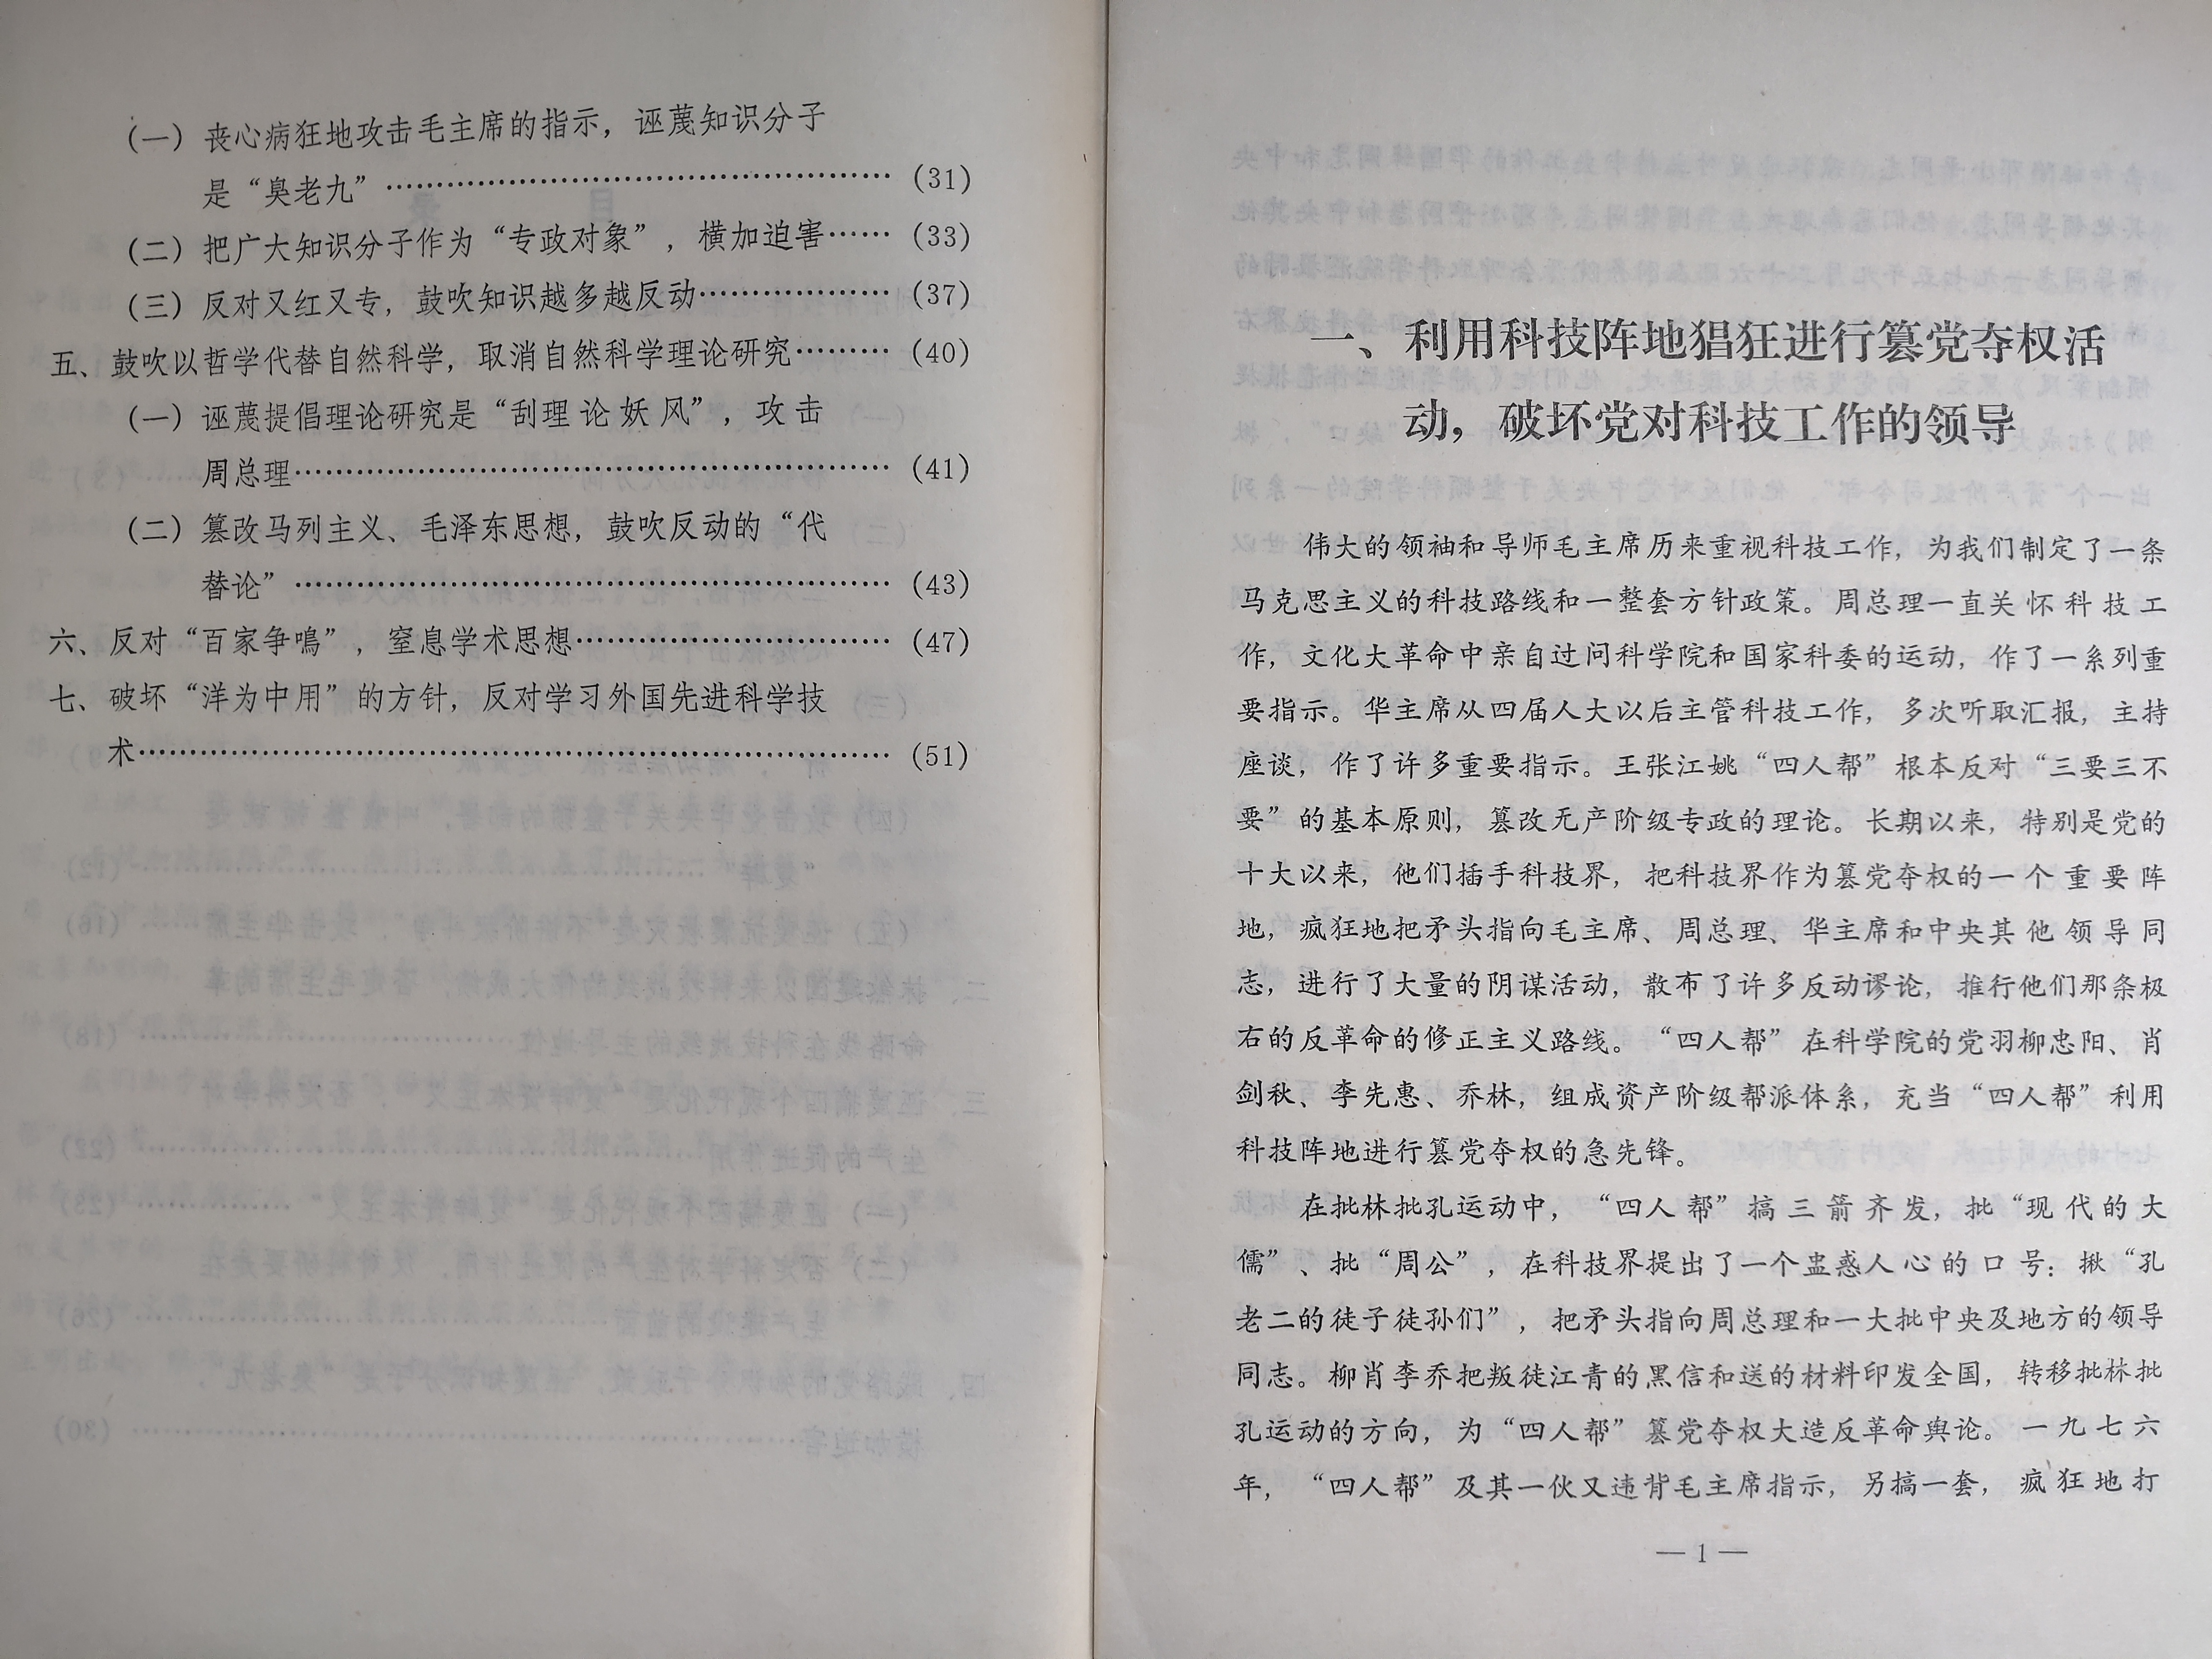 （一）丧心病狂地攻击毛主席的指示，诬蔑知识分子
是“臭老九”……………………………………………（31）
（二）把广大知识分子作为“专政对象”，横加迫害……（33）
（三）反对又红又专，鼓吹知识越多越反动………………（37）
五、鼓吹以哲学代替自然科学，取消自然科学理论研究………（40）
（一）诬蔑提倡理论研究是“刮理论妖风”，攻击
周总理……………………………………………………（41）
（二）篡改马列主义、毛泽东思想，鼓吹反动的“代
替论”……………………………………………………（43）
六、反对“百家争鸣”，窒息学术思想…………………………（47）
七、破坏“洋为中用”的方针，反对学习外国先进科学技
术…………………………………………………………………（51）
一、利用科技阵地猖狂进行篡党夺权活
动，破坏党对科技工作的领导
伟大的领袖和导师毛主席历来重视科技工作，为我们制定了一条
马克思主义的科技路线和一整套方针政策。周总理一直关怀科技工
作，文化大革命中亲自过问科学院和国家科委的运动，作了一系列重
要指示。华主席从四届人大以后主管科技工作，多次听取汇报，主持
座谈，作了许多重要指示。王张江姚“四人帮”根本反对“三要三不
要”的基本原则，篡改无产阶级专政的理论。长期以来，特别是党的
十大以来，他们插手科技界，把科技界作为篡党夺权的一个重要阵
地，疯狂地把矛头指向毛主席、周总理、华主席和中央其他领导同
志，进行了大量的阴谋活动，散布了许多反动谬论，推行他们那条极
右的反革命的修正主义路线。“四人帮”在科学院的党羽柳忠阳、肖
剑秋、李先惠、乔林，组成资产阶级帮派体系，充当“四人帮”利用
科技阵地进行篡党夺权的急先锋。
在批林批孔运动中，“四人帮”搞三箭齐发，批“现代的大
儒”、批“周公”，在科技界提出了一个蛊惑人心的口号：揪“孔
老二的徒子徒孙们”，把矛头指向周总理和一大批中央及地方的领导
同志。柳肖李乔把叛徒江青的黑信和送的材料印发全国，转移批林批
孔运动的方向，为“四人帮”篡党夺权大造反革命舆论。一九七六
年，“四人帮”及其一伙又违背毛主席指示，另搞一套，疯狂地打
— 1 —